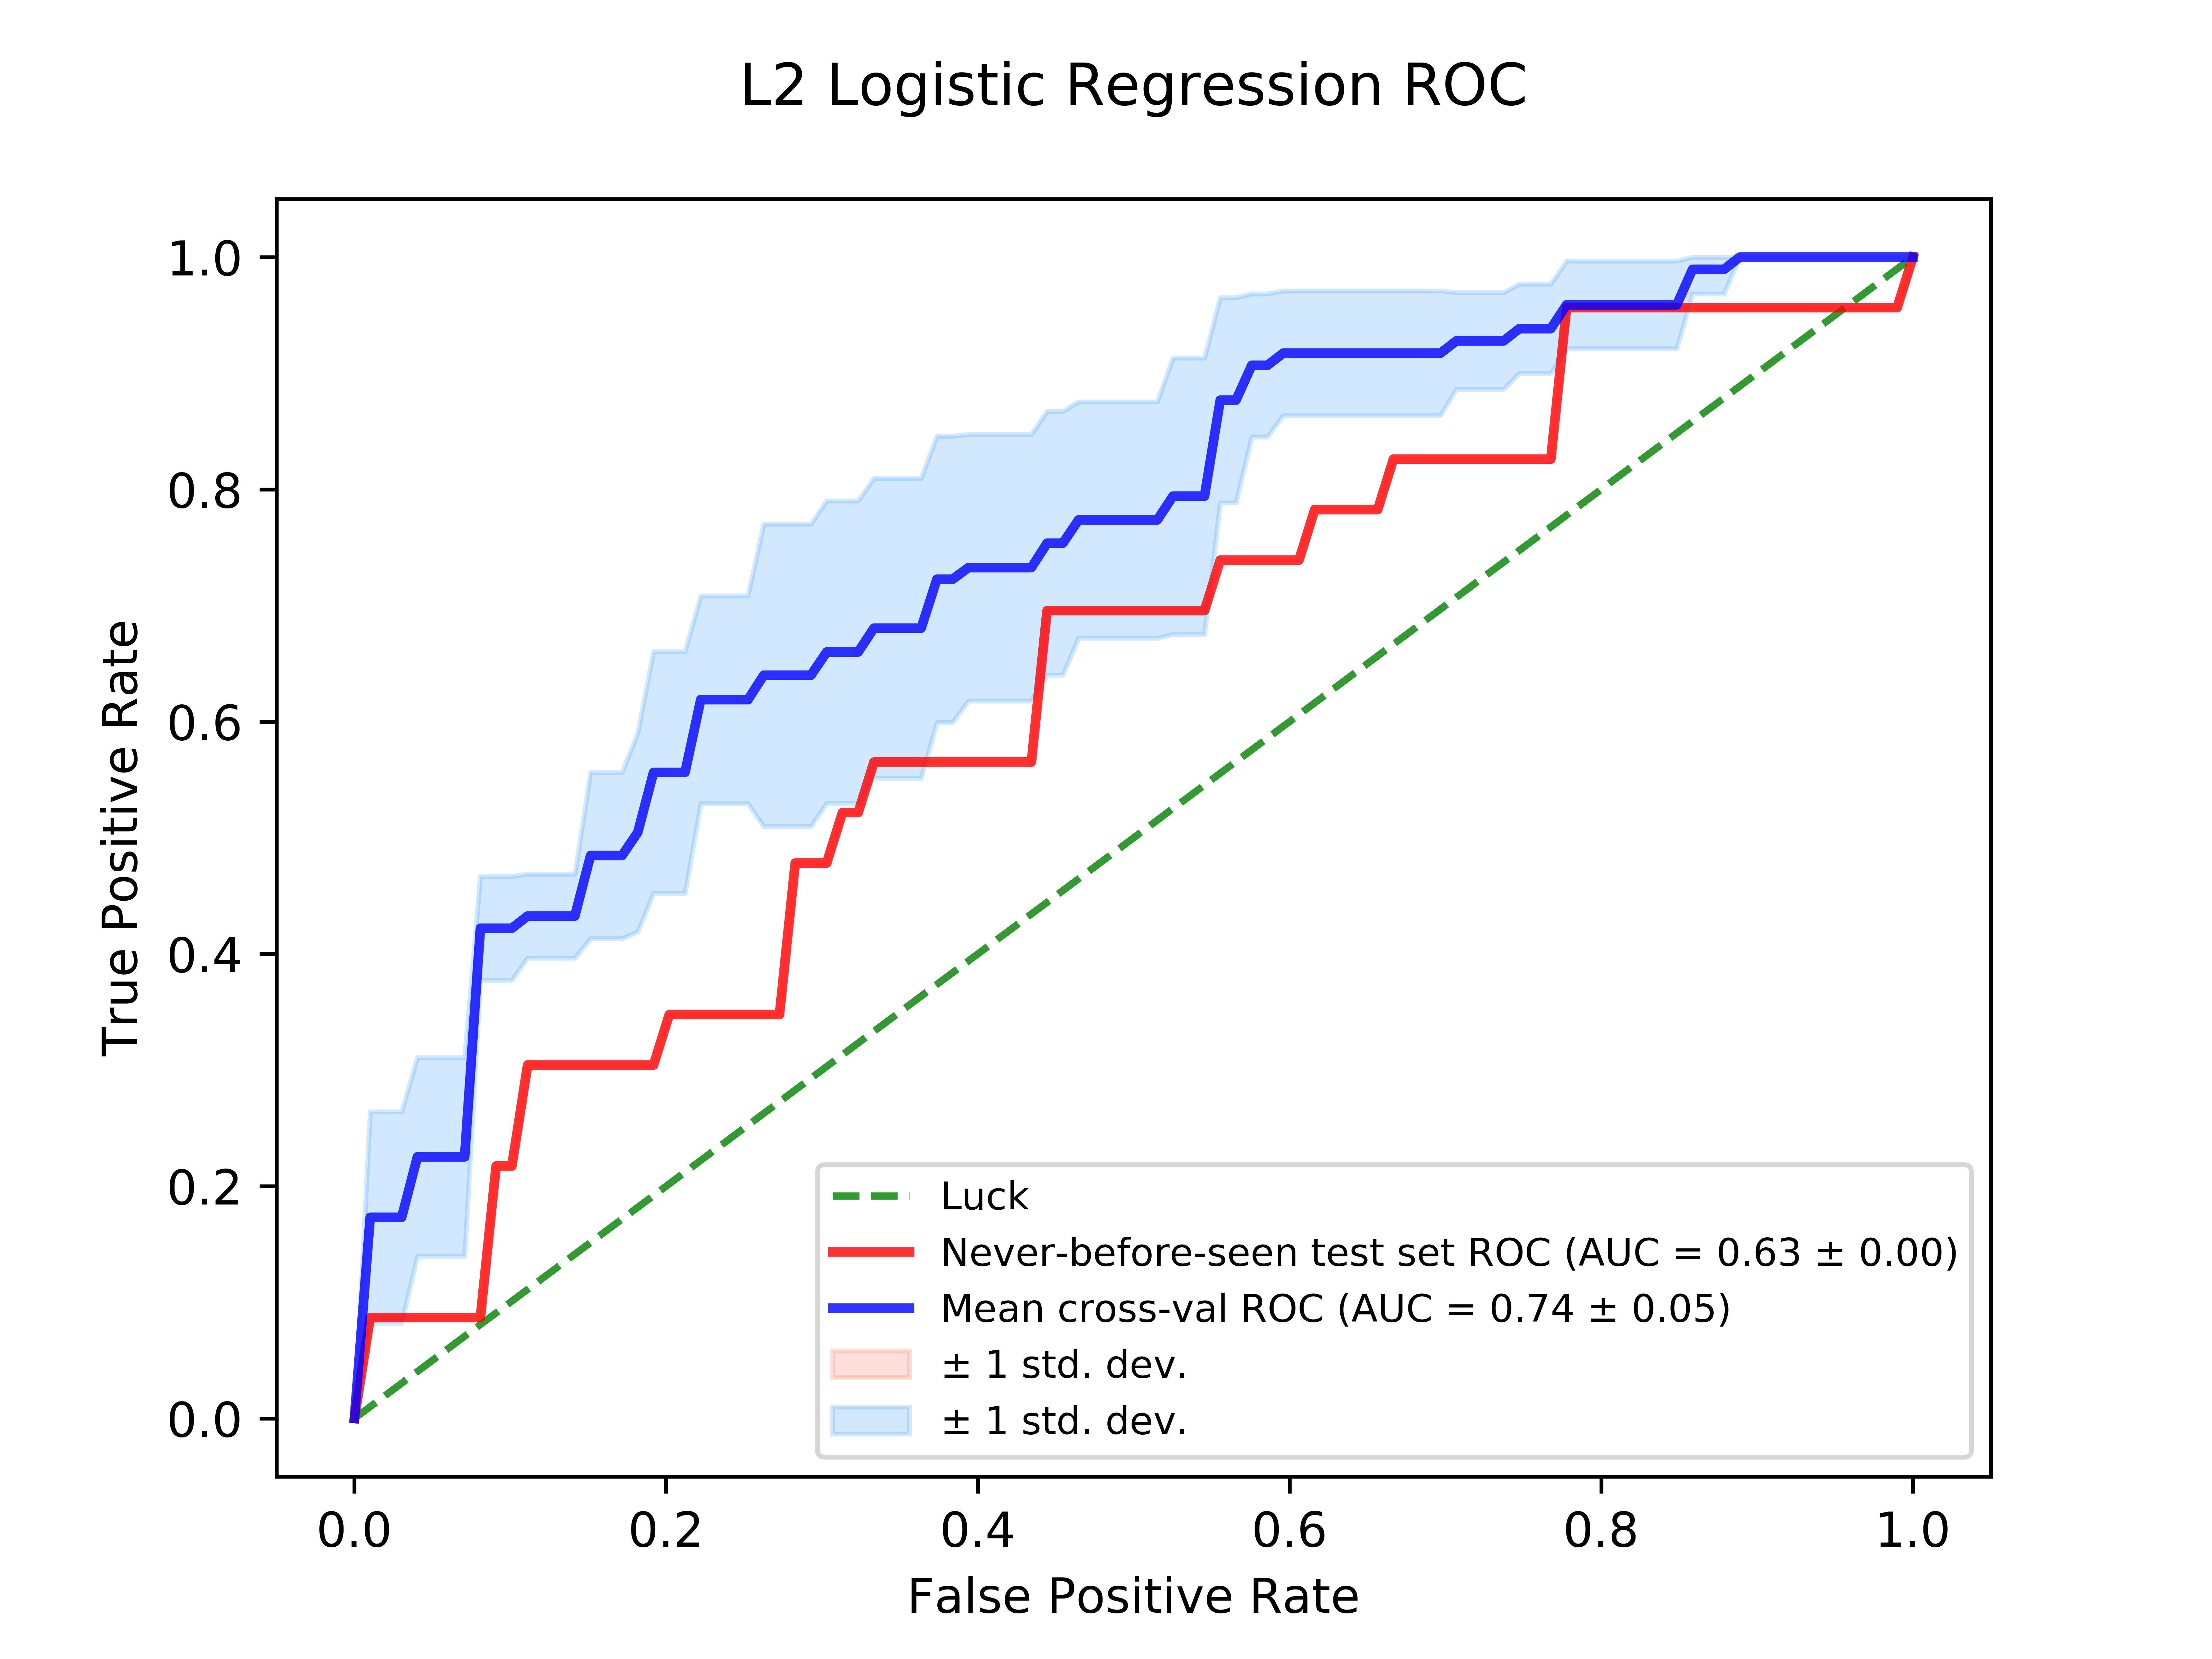 L2 Logistic Regression ROC
1.0
0.8
0.6
0.4
0.2
0.0
True Positive Rate
Luck
Never-before-seen test set ROC (AUC = 0.63 ± 0.00)
Mean cross-val ROC (AUC = 0.74 ± 0.05)
± 1 std. dev.
± 1 std. dev.
0.0 0.2 0.4 0.6 0.8 1.0
False Positive Rate